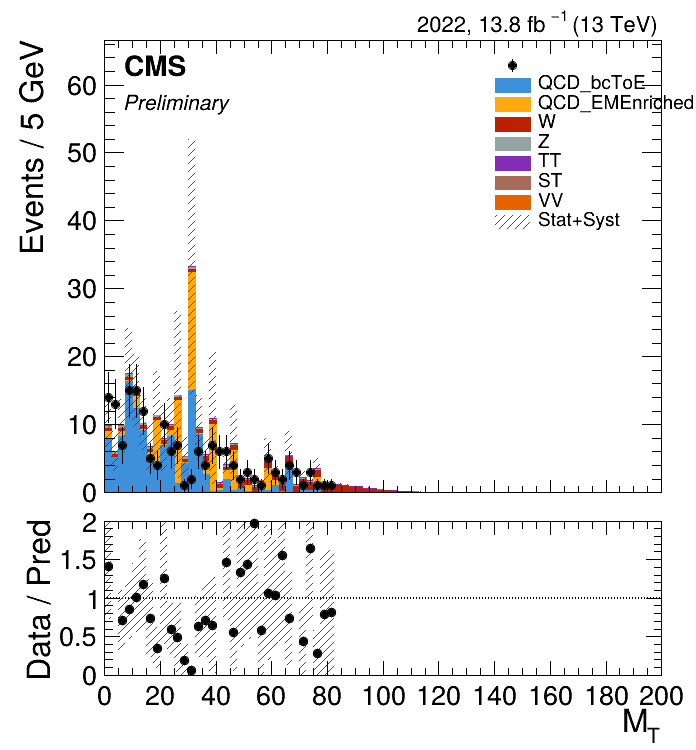 2022, 13.8 fb⁻¹ (13 TeV)
CMS
Preliminary
QCD_bcToE
QCD_EMEnriched
W
Z
TT
ST
VV
Stat+Syst
Events / 5 GeV
60
50
40
30
20
10
0
Data / Pred
2
1.5
1
0.5
0
0 20 40 60 80 100 120 140 160 180 200
M_T